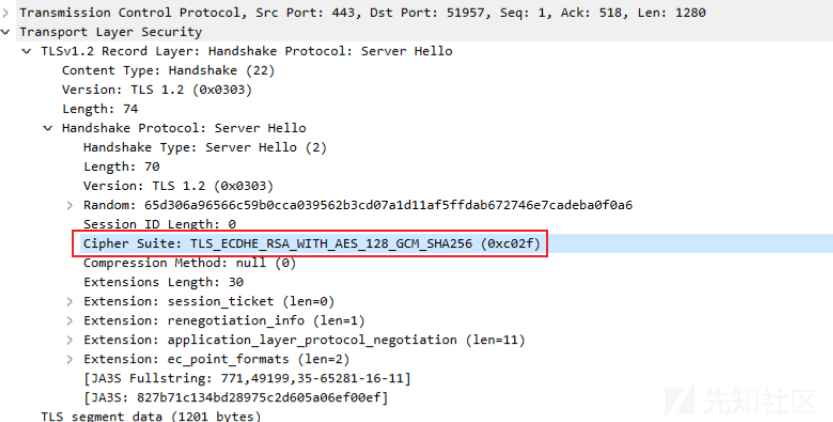 Transmission Control Protocol, Src Port: 443, Dst Port: 51957, Seq: 1, Ack: 518, Len: 1280
Transport Layer Security
TLSv1.2 Record Layer: Handshake Protocol: Server Hello
Content Type: Handshake (22)
Version: TLS 1.2 (0x0303)
Length: 74
Handshake Protocol: Server Hello
Handshake Type: Server Hello (2)
Length: 70
Version: TLS 1.2 (0x0303)
Random: 65d306a96566c59b0cca039562b3cd07a1d11af5ffdab672746e7cadeba0f0a6
Session ID Length: 0
Cipher Suite: TLS_ECDHE_RSA_WITH_AES_128_GCM_SHA256 (0xc02f)
Compression Method: null (0)
Extensions Length: 30
Extension: session_ticket (len=0)
Extension: renegotiation_info (len=1)
Extension: application_layer_protocol_negotiation (len=11)
Extension: ec_point_formats (len=2)
[JA3S Fullstring: 771,49199,35-65281-16-11]
[JA3S: 827b71c134bd28975c2d605a06ef00ef]
TLS segment data (1201 bytes)
先知社区